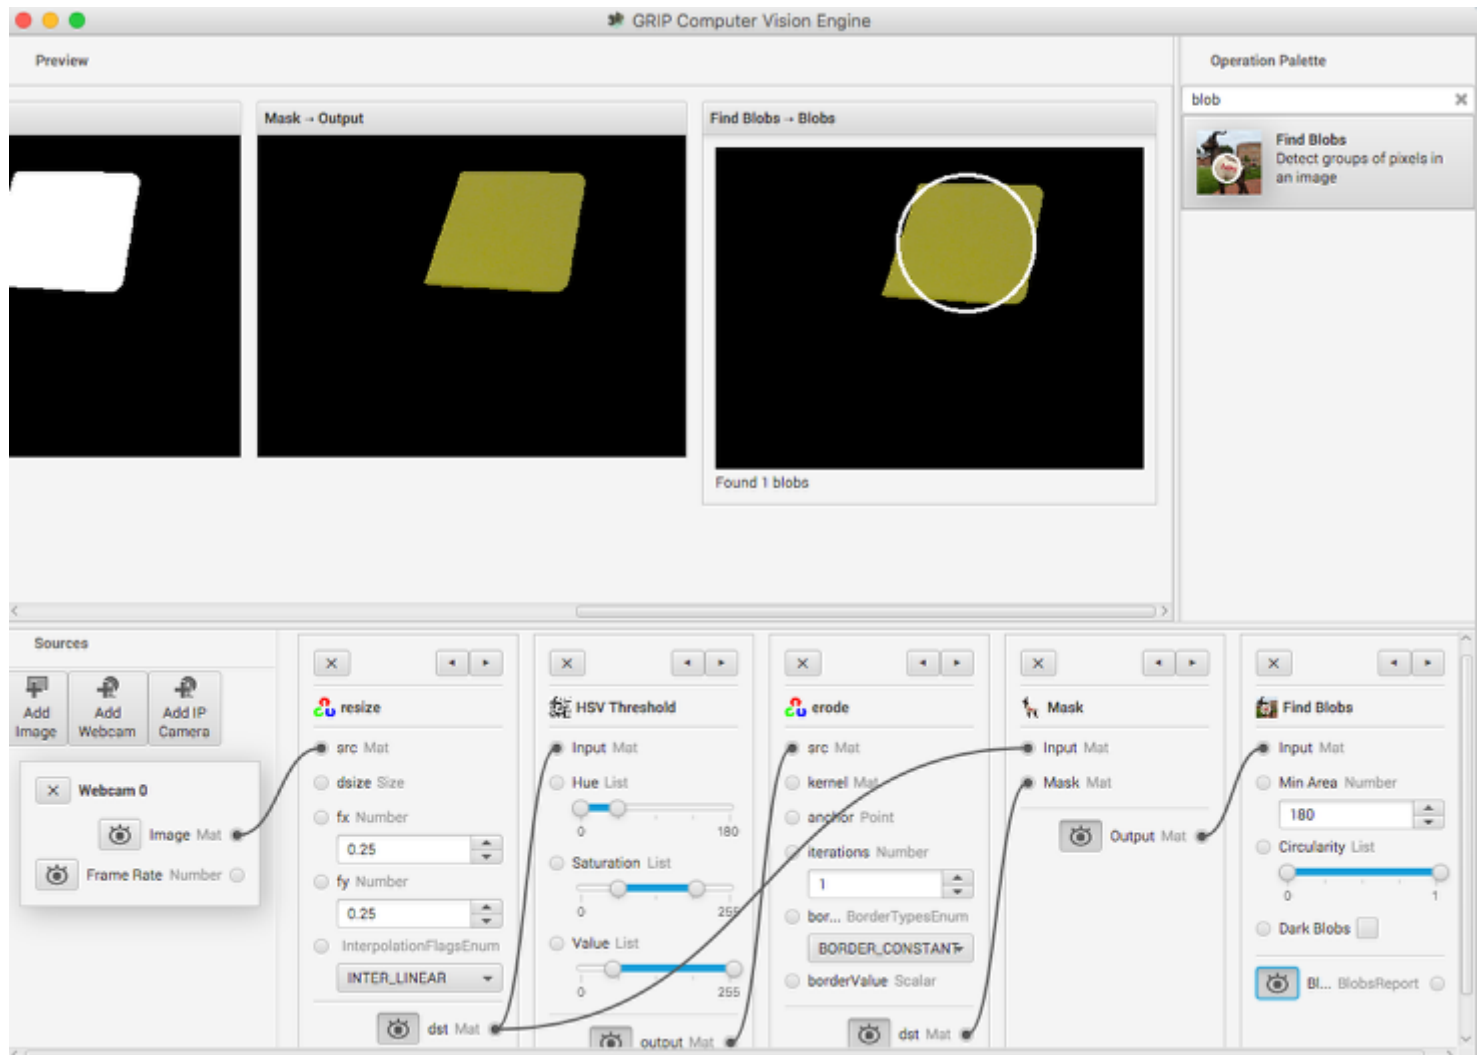 GRIP Computer Vision Engine
Preview
Operation Palette
blob
Mask → Output
Find Blobs → Blobs
Find Blobs
Detect groups of pixels in
an image
Found 1 blobs
Sources
Add
Image
Add
Webcam
Add IP
Camera
Webcam 0
Image Mat
Frame Rate Number
resize
src Mat
dsize Size
fx Number
0.25
fy Number
0.25
InterpolationFlagsEnum
INTER_LINEAR
dst Mat
HSV Threshold
Input Mat
Hue List
0 180
Saturation List
0 255
Value List
0 255
output Mat
erode
src Mat
kernel Mat
anchor Point
iterations Number
1
bor... BorderTypesEnum
BORDER_CONSTANT
borderValue Scalar
dst Mat
Mask
Input Mat
Mask Mat
Output Mat
Find Blobs
Input Mat
Min Area Number
180
Circularity List
0 1
Dark Blobs
Bl... BlobsReport